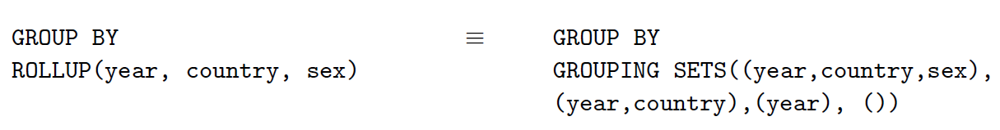 GROUP BY ≡ GROUP BY
ROLLUP(year, country, sex) GROUPING SETS((year,country,sex),
(year,country),(year), ())